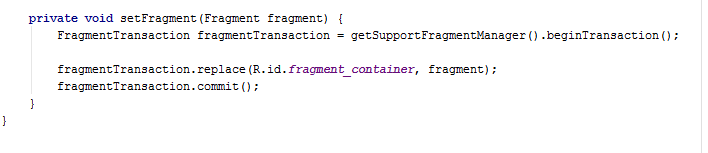 private void setFragment(Fragment fragment) {
FragmentTransaction fragmentTransaction = getSupportFragmentManager().beginTransaction();
fragmentTransaction.replace(R.id.fragment_container, fragment);
fragmentTransaction.commit();
}
}